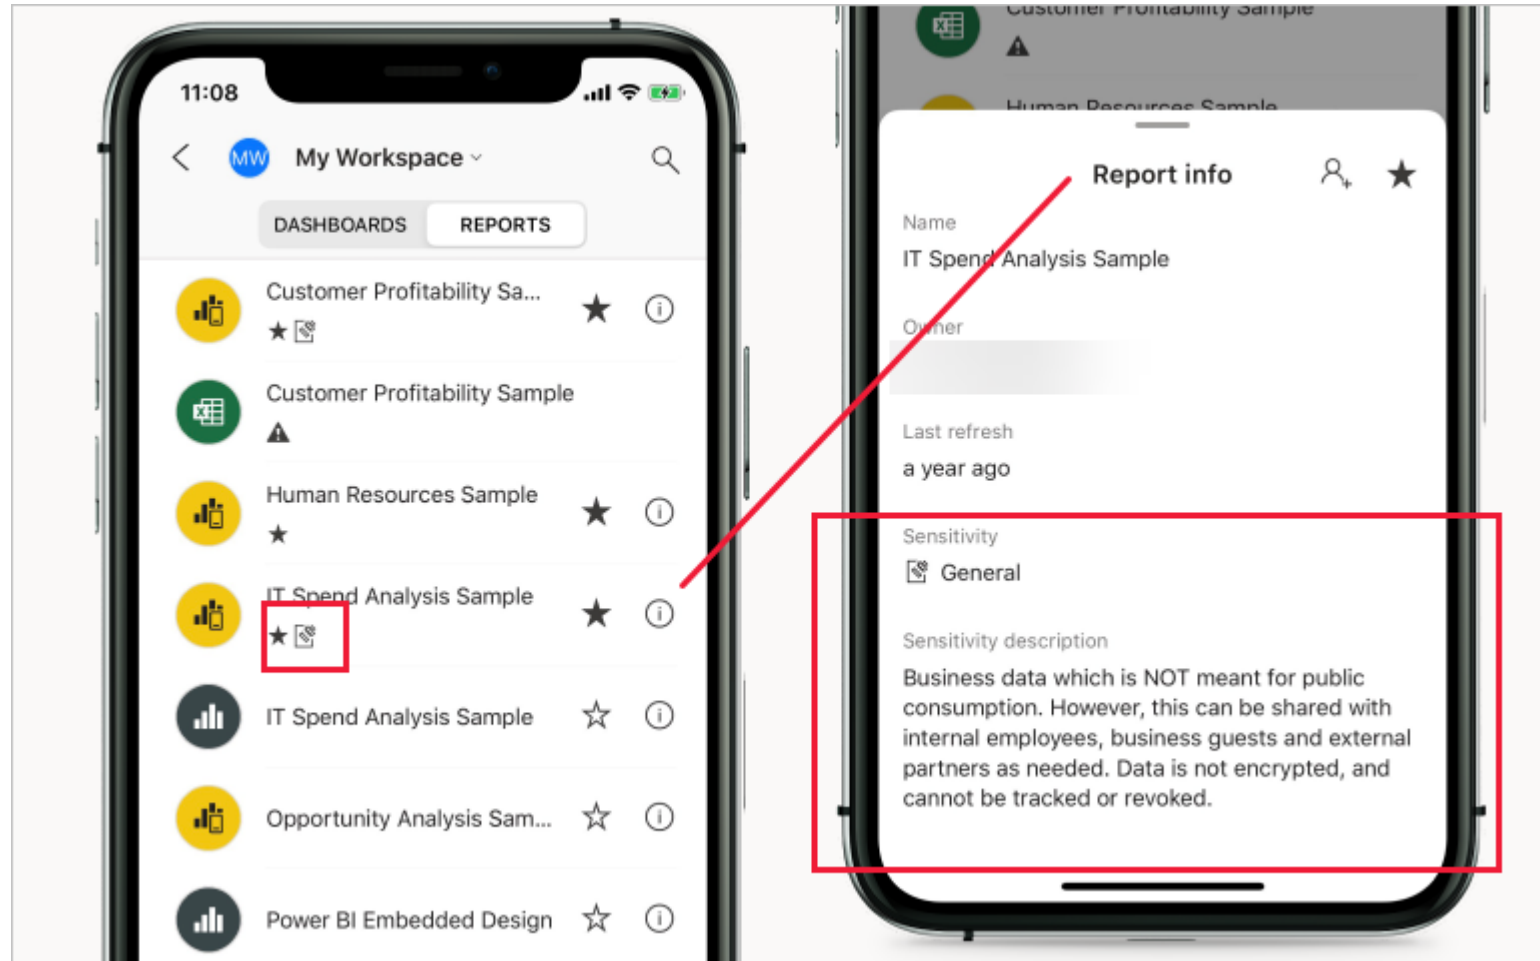 11:08
MW My Workspace
DASHBOARDS REPORTS
Customer Profitability Sa...
Customer Profitability Sample
Human Resources Sample
IT Spend Analysis Sample
IT Spend Analysis Sample
Opportunity Analysis Sam...
Power BI Embedded Design
Customer Profitability Sample
Human Resources Sample
Report info
Name
IT Spend Analysis Sample
Owner
Last refresh
a year ago
Sensitivity
General
Sensitivity description
Business data which is NOT meant for public
consumption. However, this can be shared with
internal employees, business guests and external
partners as needed. Data is not encrypted, and
cannot be tracked or revoked.